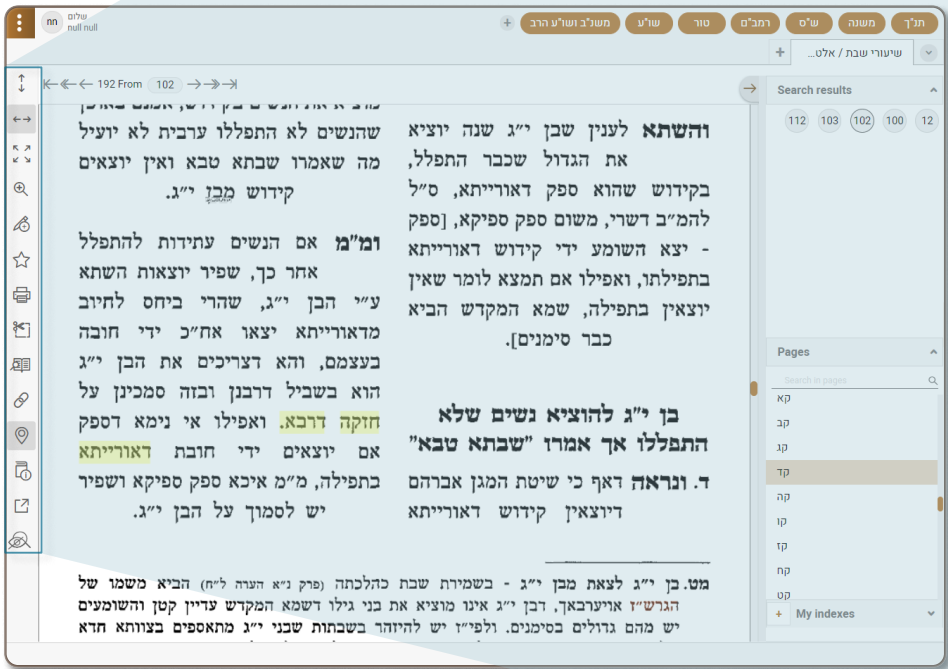 שלום
null null
חח
תנ"ך
משנה
ש"ס
רמב"ם
טור
שו"ע
משנ"ב ושו"ע הרב
+
שיעורי שבת / אלט...
+
192 From 102
Search results
112 103 102 100 12
Pages
Search in pages
קא
קב
קג
קד
קה
קו
קז
קח
קט
+ My indexes
והשתא לענין שבן י״ג שנה יוציא
את הגדול שכבר התפלל,
בקידוש שהוא ספק דאורייתא, ס״ל
להמ״ב דשרי, משום ספק ספיקא, [ספק
- יצא השומע ידי קידוש דאורייתא
בתפילתו, ואפילו אם תמצא לומר שאין
יוצאין בתפילה, שמא המקדש הביא
כבר סימנים].
בן י״ג להוציא נשים שלא
התפללו אך אמרו ״שבתא טבא״
ד. ונראה דאף כי שיטת המגן אברהם
דיוצאין קידוש דאורייתא
שהנשים לא התפללו ערבית לא יועיל
מה שאמרו שבתא טבא ואין יוצאים
קידוש מבן י״ג.
ומ״מ אם הנשים עתידות להתפלל
אחר כך, שפיר יוצאות השתא
ע״י הבן י״ג, שהרי ביחס לחיוב
מדאורייתא יצאו אח״כ ידי חובה
בעצמם, והא דצריכים את הבן י״ג
הוא בשביל דרבנן ובזה סמכינן על
חזקה דרבא. ואפילו אי נימא דספק
אם יוצאים ידי חובת דאורייתא
בתפילה, מ״מ איכא ספק ספיקא ושפיר
יש לסמוך על הבן י״ג.
מט. בן י״ג לצאת מבן י״ג - בשמירת שבת כהלכתה (פרק נ״א הערה ל״ח) הביא משמו של
הגרש״ז אויערבאך, דבן י״ג אינו מוציא את בני גילו דשמא המקדש עדיין קטן והשומעים
יש מהם גדולים בסימנים. ולפי״ז יש להיזהר בשבתות שבני י״ג מתאספים בצוותא חדא